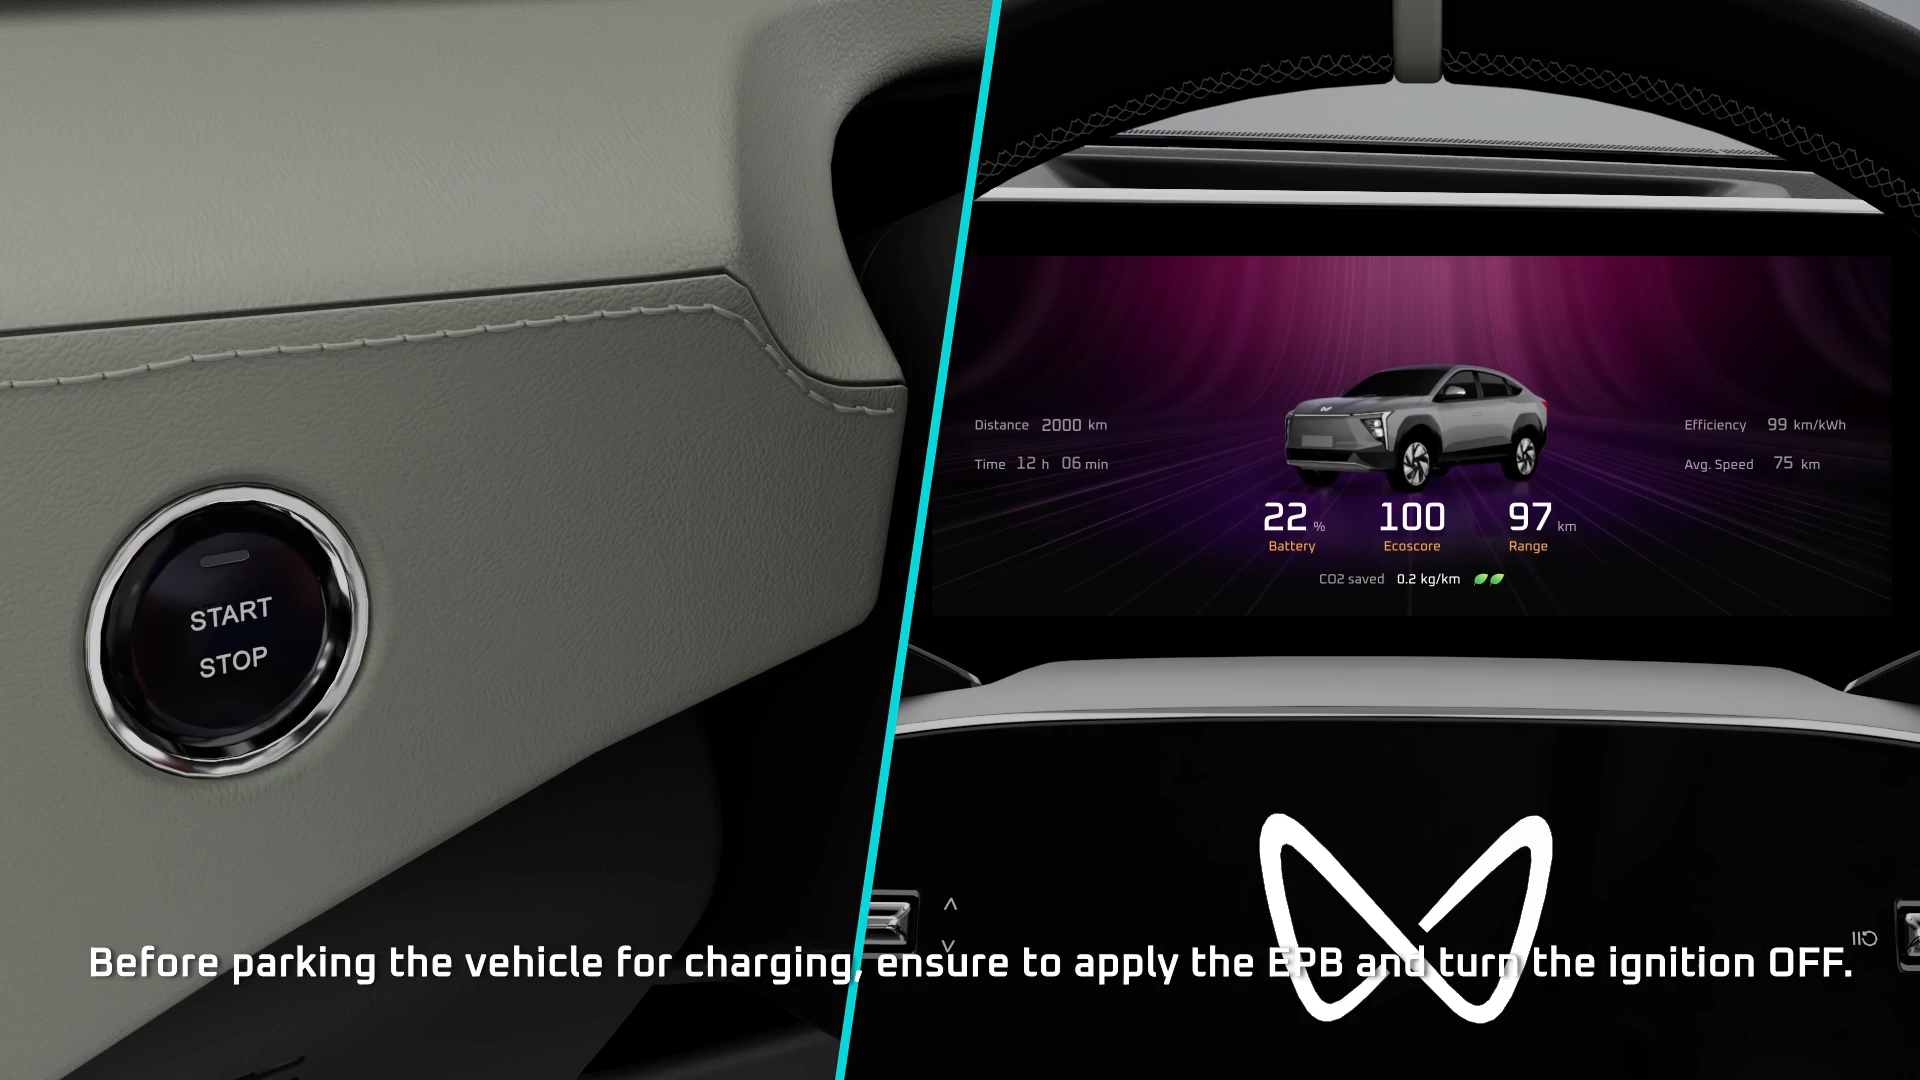 START
STOP
Distance 2000 km
Time 12 h 06 min
Efficiency 99 km/kWh
Avg. Speed 75 km
22 % 100 97 km
Battery Ecoscore Range
CO2 saved 0.2 kg/km
Before parking the vehicle for charging, ensure to apply the EPB and turn the ignition OFF.